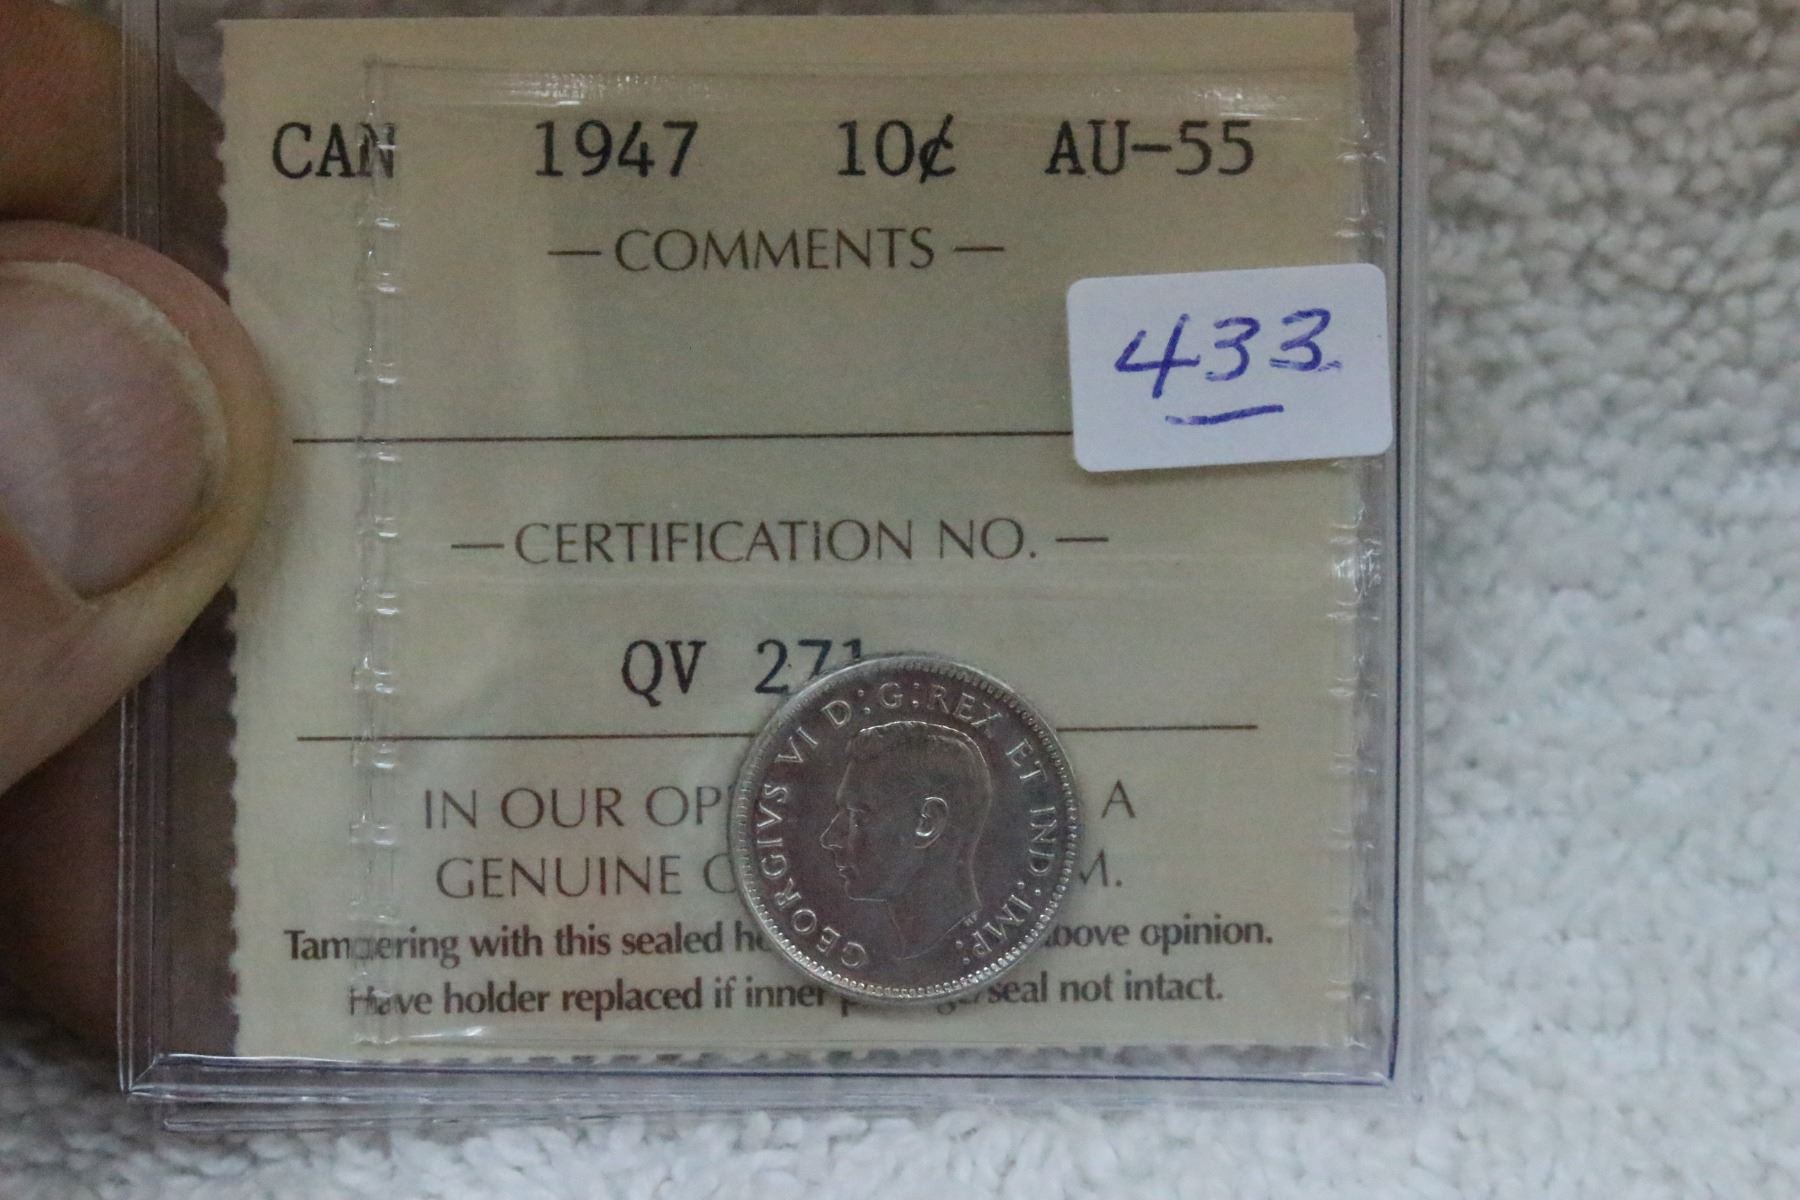 CAN 1947 10¢ AU-55
— COMMENTS —
433
— CERTIFICATION NO. —
QV 271
GEORGIVS VI D:G:REX ET IND:IMP:
IN OUR A
GENUINE
Tampering with this sealed above opinion.
Have holder replaced if inner seal not intact.